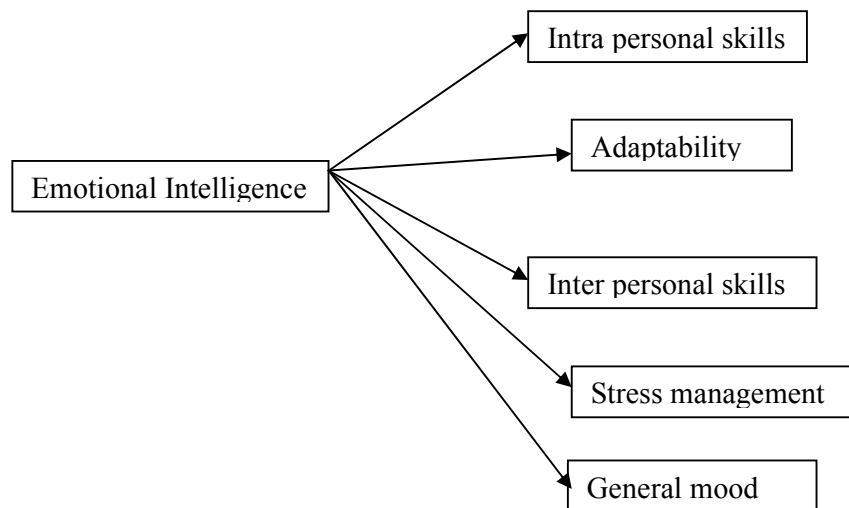 Intra personal skills
Adaptability
Emotional Intelligence
Inter personal skills
Stress management
General mood